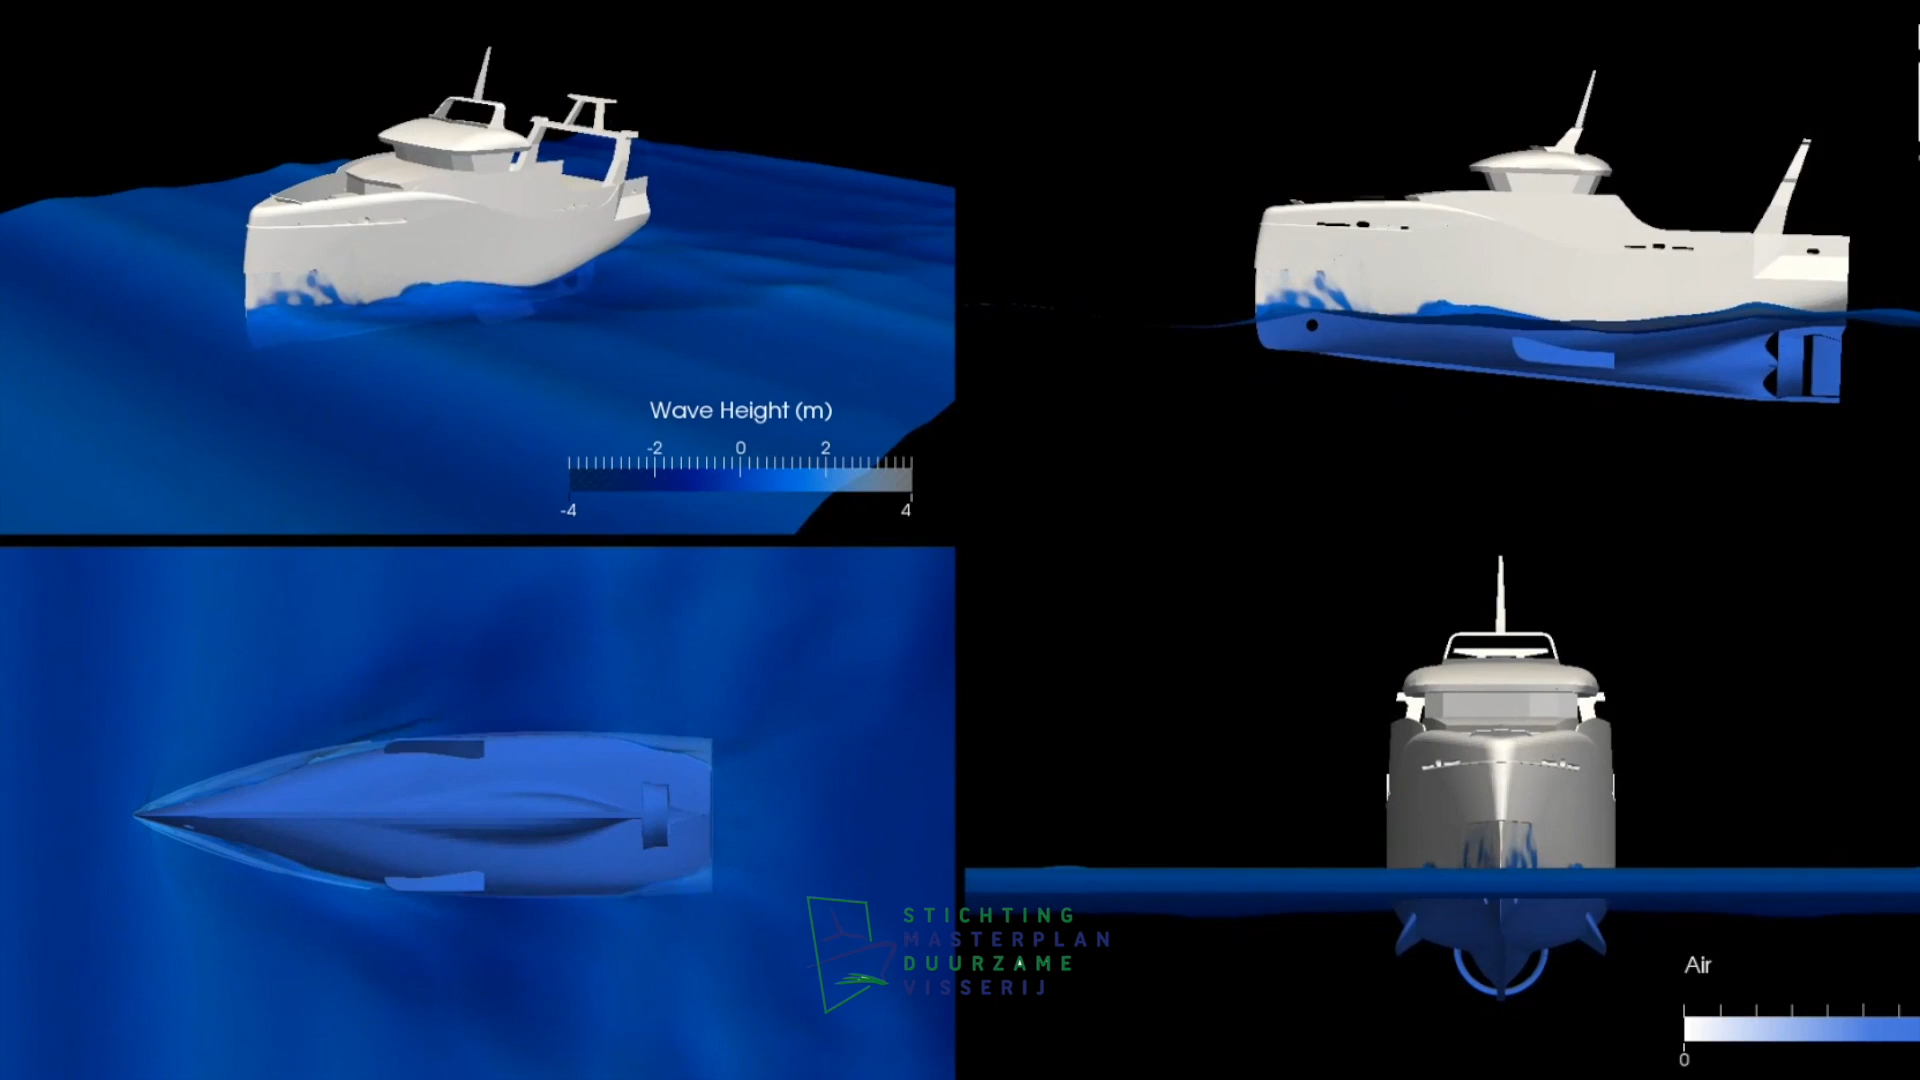 Wave Height (m)
-2 0 2
-4 4
STICHTING
MASTERPLAN
DUURZAME
VISSERIJ
Air
0